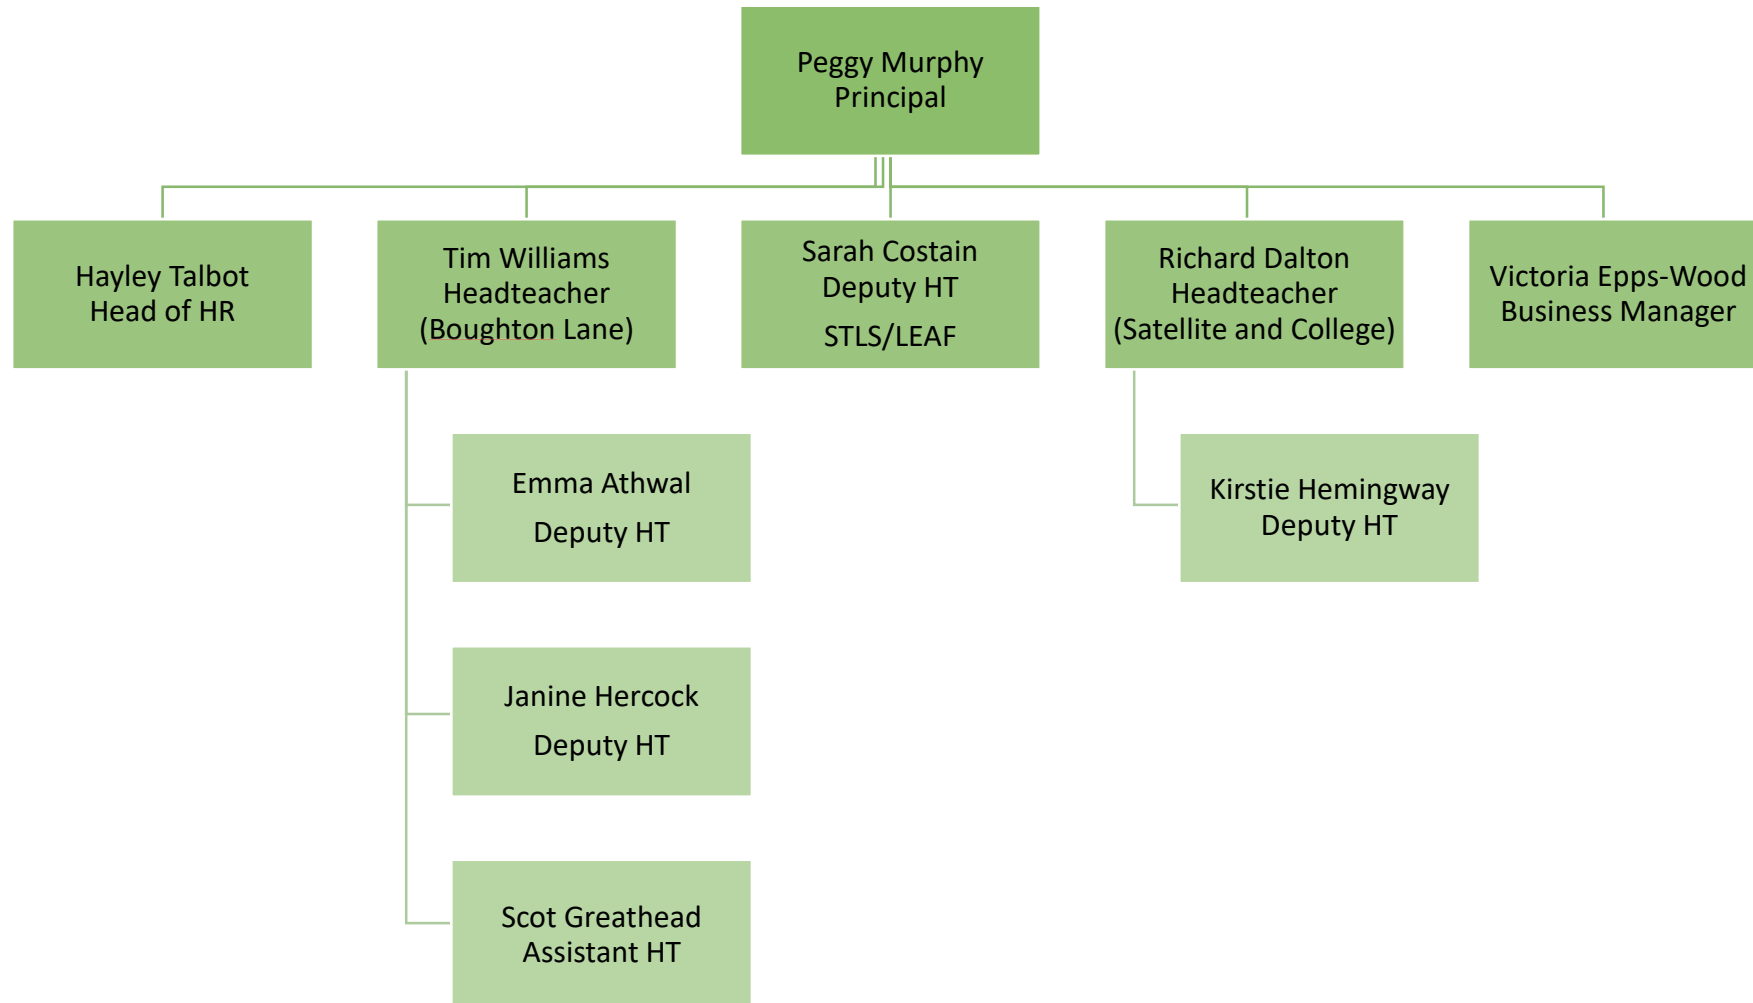 Peggy Murphy
Principal
Hayley Talbot
Head of HR
Tim Williams
Headteacher
(Boughton Lane)
Sarah Costain
Deputy HT
STLS/LEAF
Richard Dalton
Headteacher
(Satellite and College)
Victoria Epps-Wood
Business Manager
Emma Athwal
Deputy HT
Kirstie Hemingway
Deputy HT
Janine Hercock
Deputy HT
Scot Greathead
Assistant HT